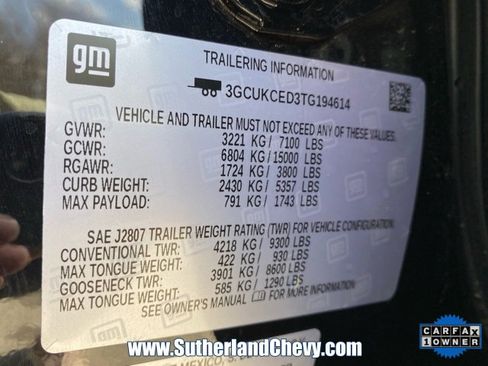 gm
TRAILERING INFORMATION
3GCUKCED3TG194614
VEHICLE AND TRAILER MUST NOT EXCEED ANY OF THESE VALUES.
GVWR: 3221 KG / 7100 LBS
GCWR: 6804 KG / 15000 LBS
RGAWR: 1724 KG / 3800 LBS
CURB WEIGHT: 2430 KG / 5357 LBS
MAX PAYLOAD: 791 KG / 1743 LBS
SAE J2807 TRAILER WEIGHT RATING (TWR) FOR VEHICLE CONFIGURATION.
CONVENTIONAL TWR: 4218 KG / 9300 LBS
MAX TONGUE WEIGHT: 422 KG / 930 LBS
GOOSENECK TWR: 3901 KG / 8600 LBS
MAX TONGUE WEIGHT: 585 KG / 1290 LBS
SEE OWNER'S MANUAL FOR MORE INFORMATION
MEXICO,
www.SutherlandChevy.com
CARFAX
1 OWNER